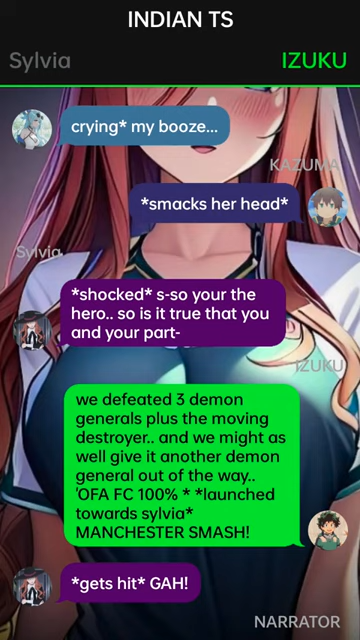 INDIAN TS
Sylvia
IZUKU
crying* my booze...
KAZUMA
*smacks her head*
Sylvia
*shocked* s-so your the
hero.. so is it true that you
and your part-
IZUKU
we defeated 3 demon
generals plus the moving
destroyer.. and we might as
well give it another demon
general out of the way..
'OFA FC 100% * *launched
towards sylvia*
MANCHESTER SMASH!
*gets hit* GAH!
NARRATOR